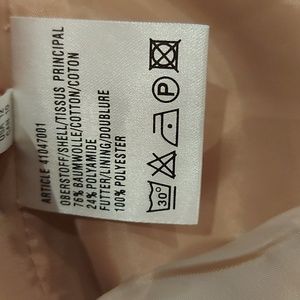 ARTICLE 41047001
OBERSTOFF/SHELL/TISSUS PRINCIPAL
76% BAUMWOLLE/COTTON/COTON
24% POLYAMIDE
FUTTER/LINING/DOUBLURE
100% POLYESTER
30°
P